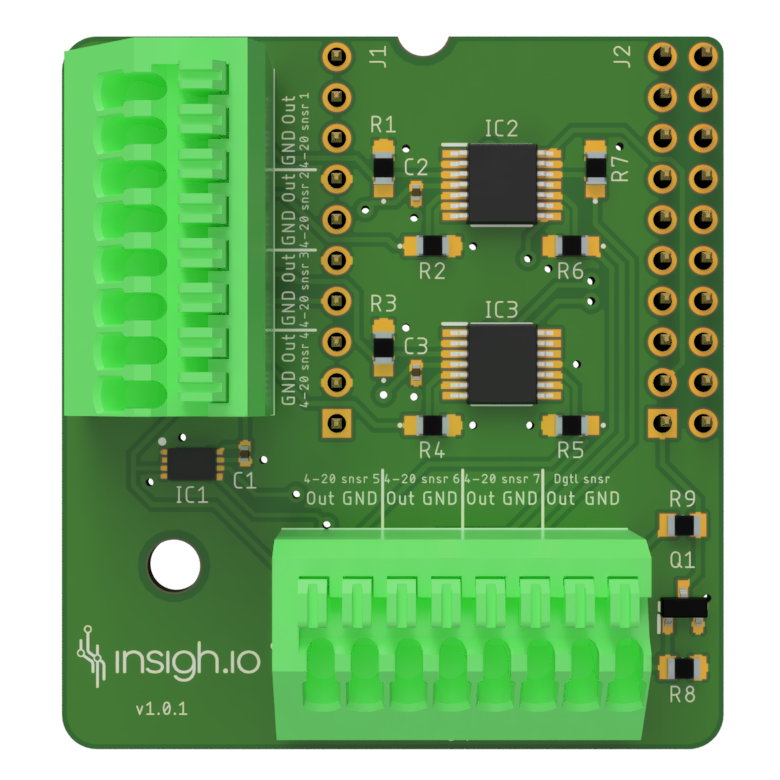 J1
J2
GND Out
4-20 snsr 1
GND Out
4-20 snsr 2
GND Out
4-20 snsr 3
GND Out
4-20 snsr 4
R1
C2
IC2
R7
R2
R6
R3
C3
IC3
R4
R5
IC1
C1
4-20 snsr 5 4-20 snsr 6 4-20 snsr 7 Dgtl snsr
Out GND Out GND Out GND Out GND
R9
Q1
R8
insigh.io
v1.0.1